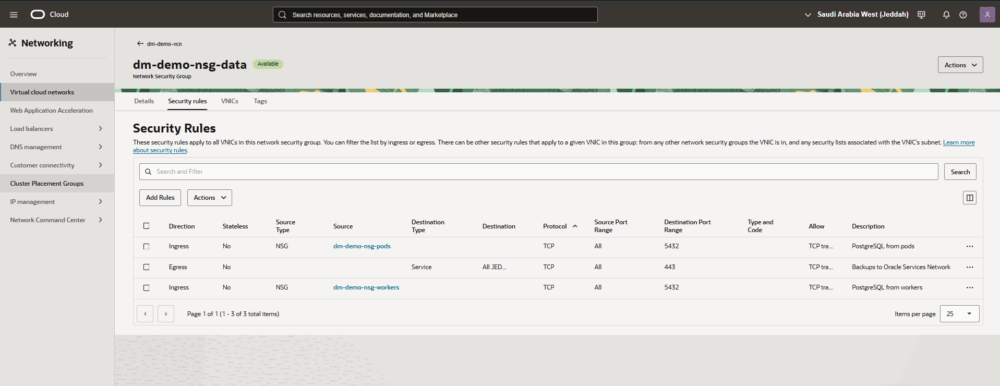 Cloud
Search resources, services, documentation, and Marketplace
Saudi Arabia West (Jeddah)
Networking
Overview
Virtual cloud networks
Web Application Acceleration
Load balancers
DNS management
Customer connectivity
Cluster Placement Groups
IP management
Network Command Center
dm-demo-vcn
dm-demo-nsg-data Available
Network Security Group
Actions
Details Security rules VNICs Tags
Security Rules
These security rules apply to all VNICs in this network security group. You can filter the list by ingress or egress. There can be other security rules that apply to a given VNIC in this group: from any other network security groups the VNIC is in, and any security lists associated with the VNIC's subnet. Learn more
about security rules.
Search and Filter Search
Add Rules Actions
Direction Stateless Source Type Source Destination Type Destination Protocol Source Port Range Destination Port Range Type and Code Allow Description
Ingress No NSG dm-demo-nsg-pods TCP All 5432 TCP tra... PostgreSQL from pods
Egress No Service All JED... TCP All 443 TCP tra... Backups to Oracle Services Network
Ingress No NSG dm-demo-nsg-workers TCP All 5432 TCP tra... PostgreSQL from workers
Page 1 of 1 (1 - 3 of 3 total items) Items per page 25